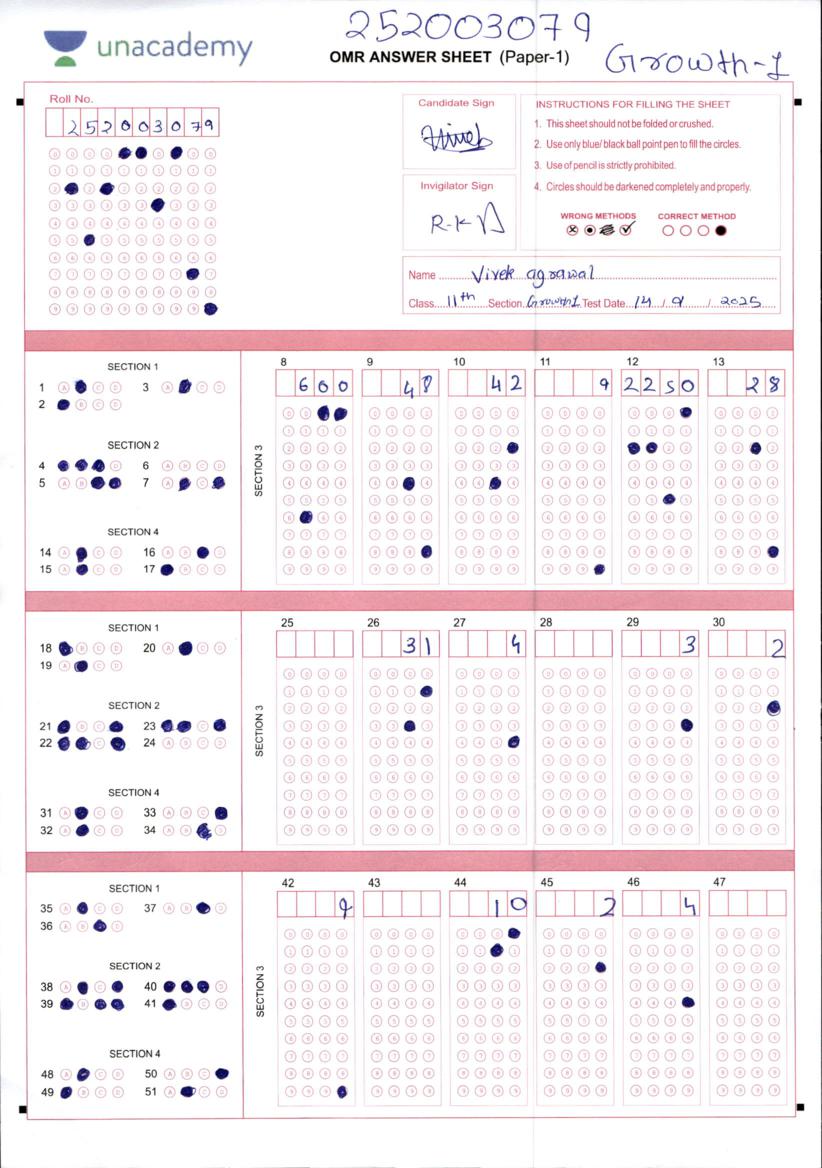 252003079
unacademy
OMR ANSWER SHEET (Paper-1)
Growth-1
Roll No.
2 5 2 0 0 3 0 7 9
Candidate Sign
Invigilator Sign
R-K
INSTRUCTIONS FOR FILLING THE SHEET
1. This sheet should not be folded or crushed.
2. Use only blue/ black ball point pen to fill the circles.
3. Use of pencil is strictly prohibited.
4. Circles should be darkened completely and properly.
WRONG METHODS CORRECT METHOD
Name Vivek agrawal
Class 11th Section Growth1 Test Date 14 / 9 / 2025
SECTION 1
1 A C D 3 A C D
2 B C D
SECTION 2
4 D 6 A B C D
5 A B 7 A C
SECTION 4
14 A C D 16 A B D
15 A C D 17 B C D
SECTION 3
8 9 10 11 12 13
600 48 42 9 2250 28
SECTION 1
18 B C D 20 A C D
19 A C D
SECTION 2
21 B C 23 C
22 C 24 A B C D
SECTION 4
31 A C D 33 A B C
32 A C D 34 A B D
SECTION 3
25 26 27 28 29 30
31 4 3 2
SECTION 1
35 A C D 37 A B D
36 A B D
SECTION 2
38 A C 40 D
39 B 41 B C D
SECTION 4
48 A C D 50 A B C
49 B C D 51 A C D
SECTION 3
42 43 44 45 46 47
9 10 2 4